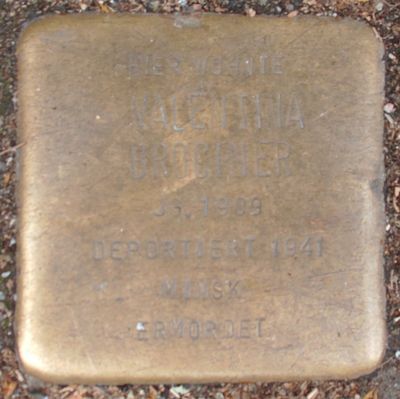 HIER WOHNTE
VALENTINA
JG. 1909
DEPORTIERT 1941
MINSK
ERMORDET